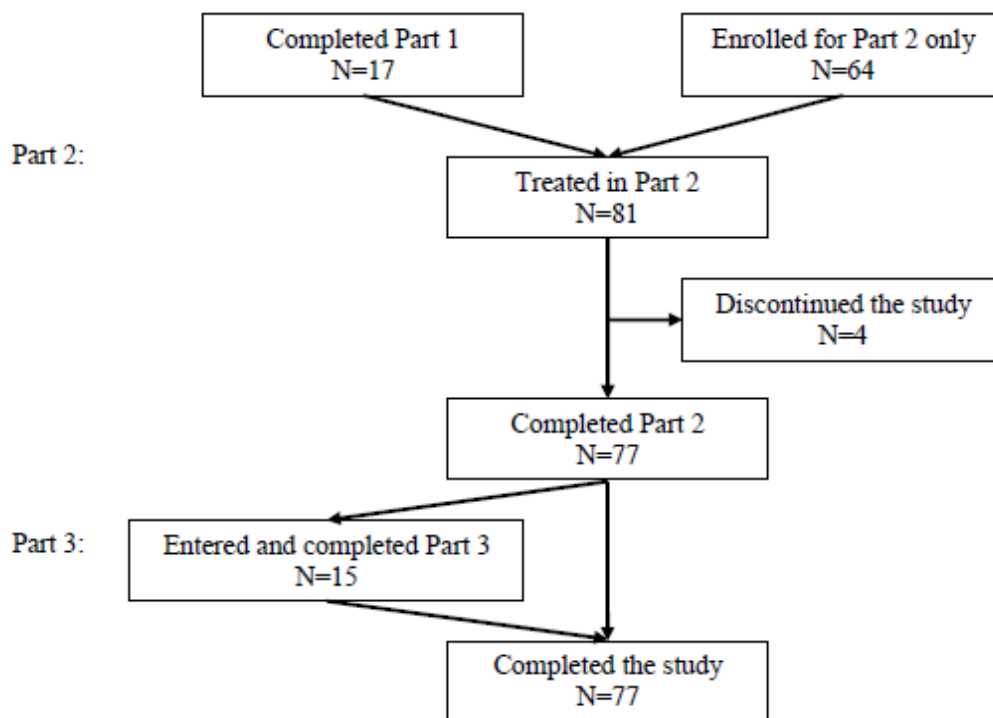 Completed Part 1
N=17
Enrolled for Part 2 only
N=64
Part 2:
Treated in Part 2
N=81
Discontinued the study
N=4
Completed Part 2
N=77
Part 3:
Entered and completed Part 3
N=15
Completed the study
N=77